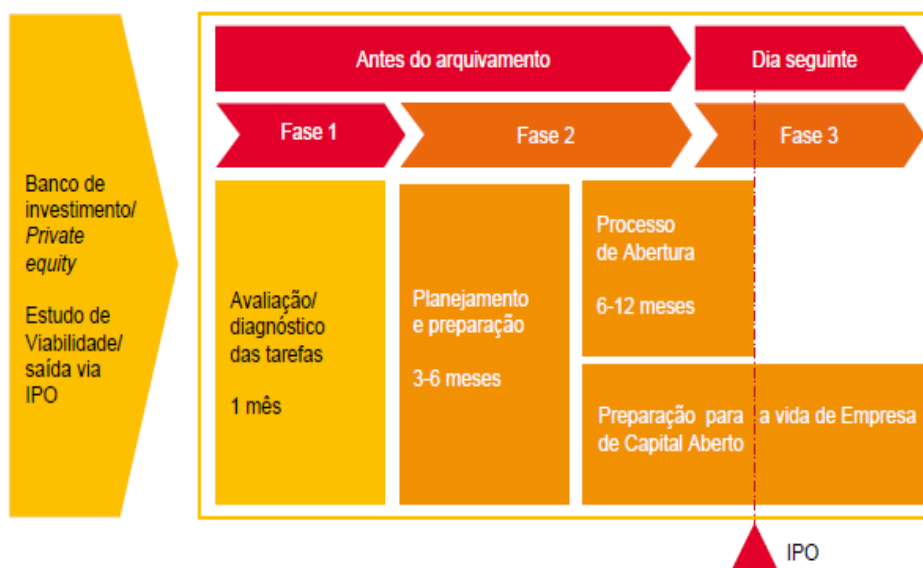 Antes do arquivamento
Dia seguinte
Fase 1
Fase 2
Fase 3
Banco de
investimento/
Private
equity
Estudo de
Viabilidade/
saída via
IPO
Avaliação/
diagnóstico
das tarefas
1 mês
Planejamento
e preparação
3-6 meses
Processo
de Abertura
6-12 meses
Preparação para a vida de Empresa
de Capital Aberto
IPO